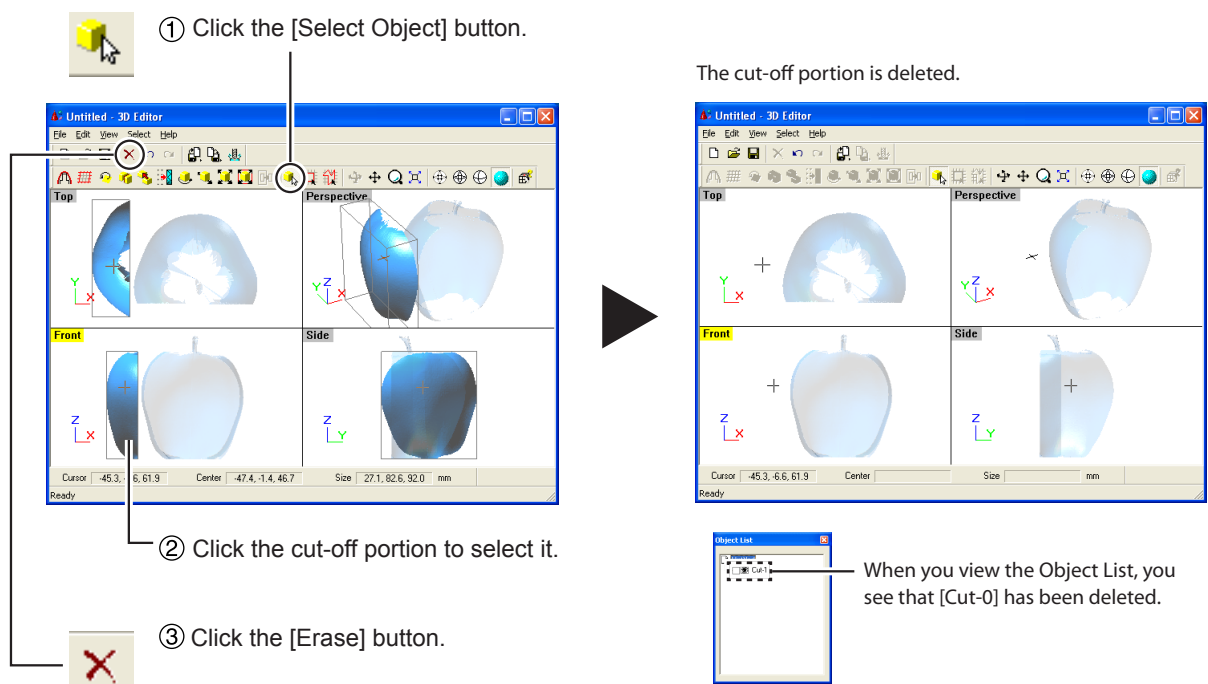 ① Click the [Select Object] button.
Untitled - 3D Editor
File Edit View Select Help
Top
Perspective
Y
X
Y Z X
Front
Side
Z
X
Z
Y
Cursor -45.3, 6, 61.9 Center -47.4, -1.4, 46.7 Size 27.1, 82.6, 92.0 mm
Ready
② Click the cut-off portion to select it.
③ Click the [Erase] button.
The cut-off portion is deleted.
Untitled - 3D Editor
File Edit View Select Help
Top
Perspective
Y
X
Y Z X
Front
Side
Z
X
Z
Y
Cursor -45.3, -6.6, 61.9 Center Size mm
Ready
Object List
Cut-1
When you view the Object List, you
see that [Cut-0] has been deleted.